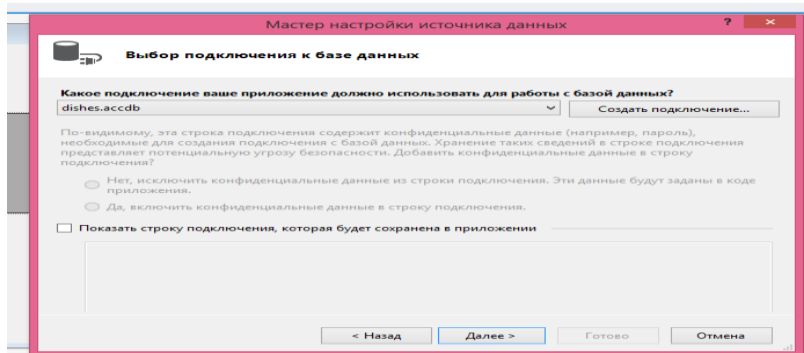 Мастер настройки источника данных
?
×
Выбор подключения к базе данных
Какое подключение ваше приложение должно использовать для работы с базой данных?
dishes.accdb
Создать подключение...
По-видимому, эта строка подключения содержит конфиденциальные данные (например, пароль),
необходимые для создания подключения с базой данных. Хранение таких сведений в строке подключения
представляет потенциальную угрозу безопасности. Добавить конфиденциальные данные в строку
подключения?
Нет, исключить конфиденциальные данные из строки подключения. Эти данные будут заданы в коде
приложения.
Да, включить конфиденциальные данные в строку подключения.
Показать строку подключения, которая будет сохранена в приложении
< Назад
Далее >
Готово
Отмена